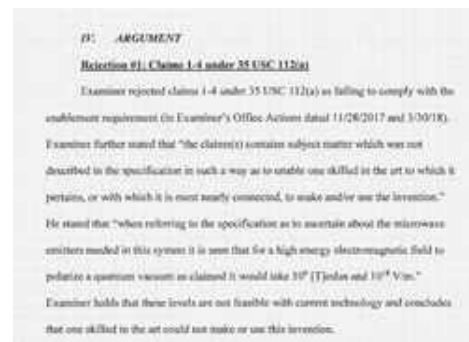 IV. ARGUMENT
Rejection #1: Claims 1-4 under 35 USC 112(a)
Examiner rejected claims 1-4 under 35 USC 112(a) as failing to comply with the
enablement requirement (in Examiner's Office Actions dated 11/28/2017 and 3/30/18).
Examiner further stated that "the claim(s) contains subject matter which was not
described in the specification in such a way as to enable one skilled in the art to which it
pertains, or with which it is most nearly connected, to make and/or use the invention."
He stated that "when referring to the specification as to ascertain about the microwave
emitters needed in this system it is seen that for a high energy electromagnetic field to
polarize a quantum vacuum as claimed it would take 10⁹ [T]eslas and 10¹⁸ V/m."
Examiner holds that these levels are not feasible with current technology and concludes
that one skilled in the art could not make or use this invention.